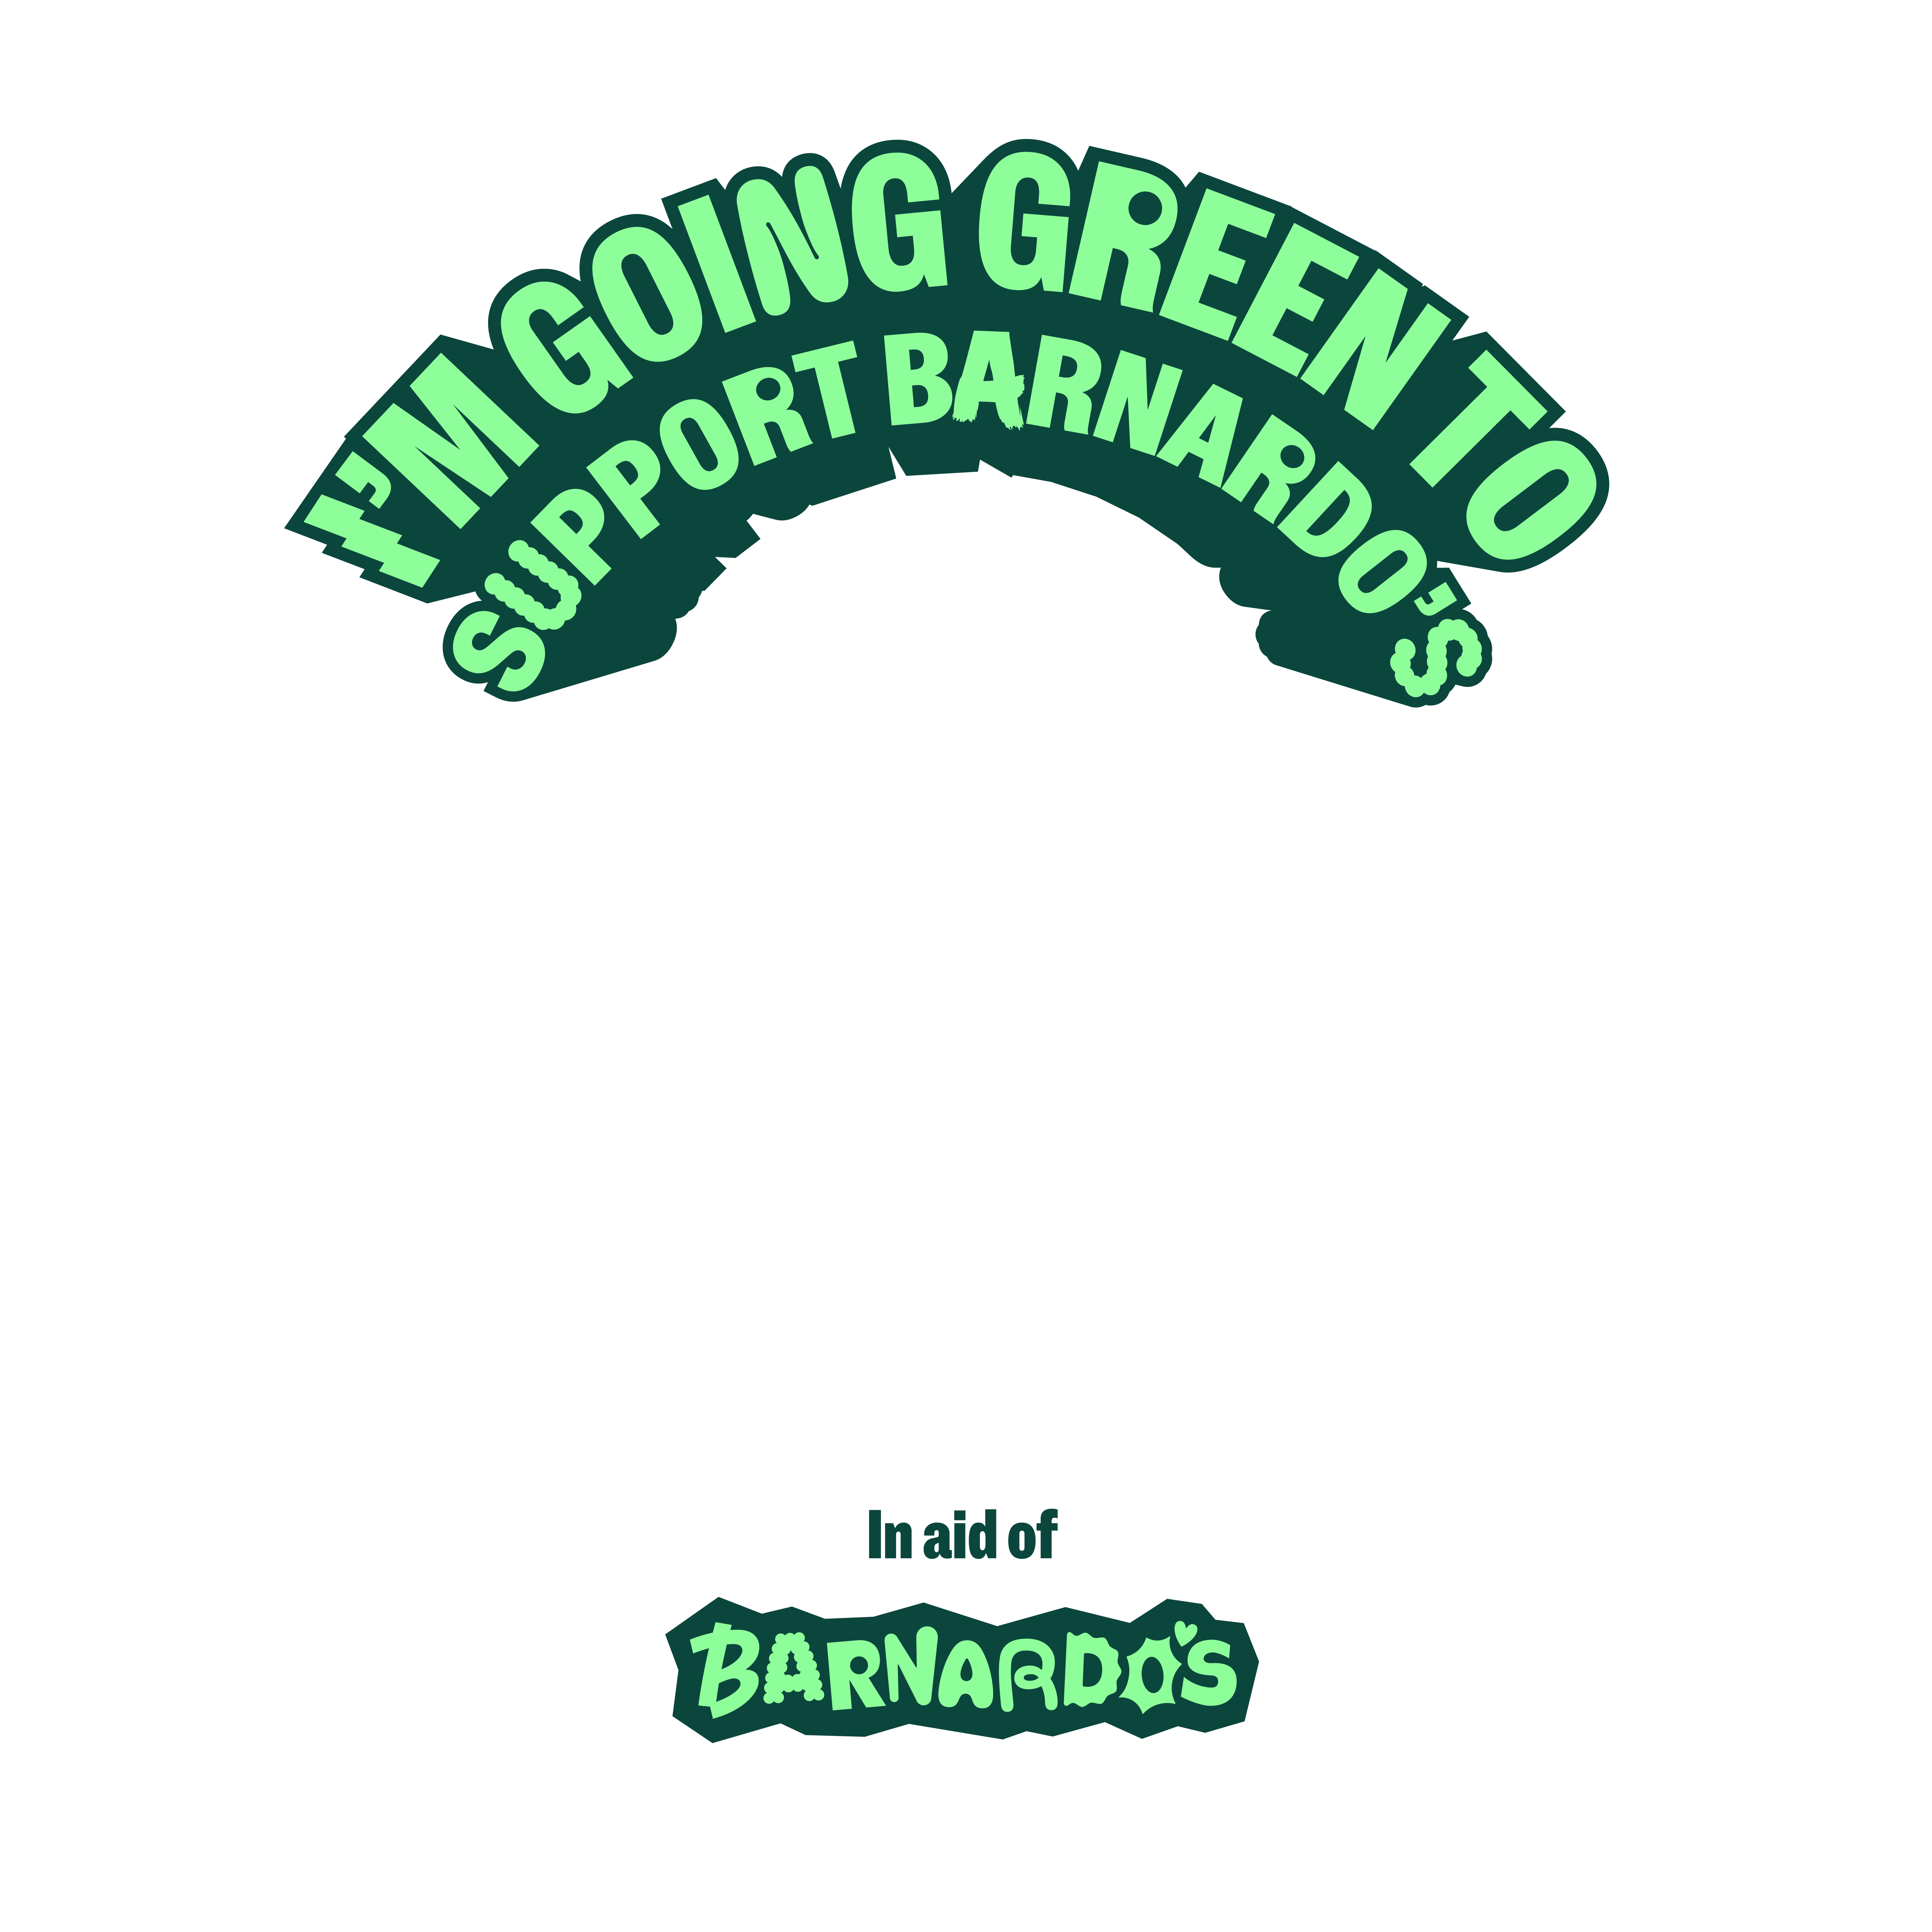 I'M GOING GREEN TO
SUPPORT BARNARDO'S
In aid of
BARNARDO'S